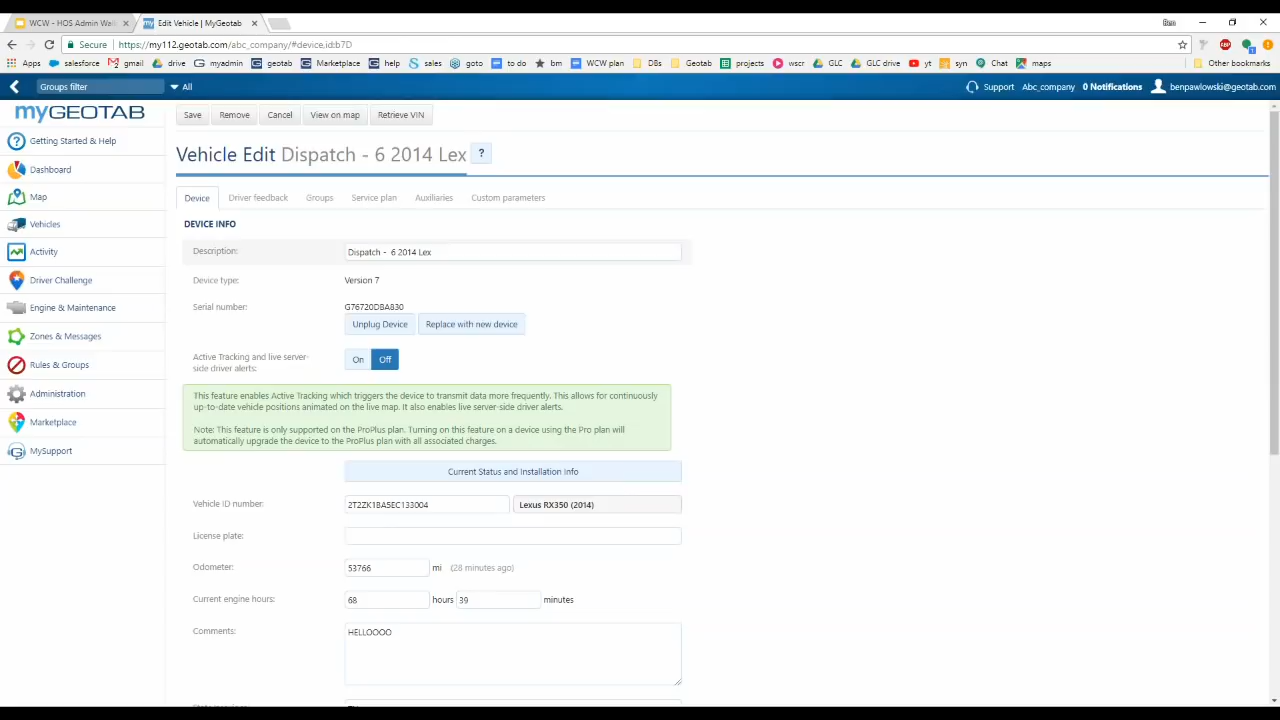 WCW - HOS Admin Wal
Edit Vehicle | MyGeotab
Ben
Secure
https://my112.geotab.com/abc_company/#device,id:b7D
Apps
salesforce
gmail
drive
myadmin
geotab
Marketplace
help
sales
goto
to do
bm
WCW plan
DBs
Geotab
projects
wscr
GLC
GLC drive
yt
syn
Chat
maps
Other bookmarks
Groups filter
All
Support
Abc_company
0 Notifications
benpawlowski@geotab.com
myGEOTAB
Save
Remove
Cancel
View on map
Retrieve VIN
Getting Started & Help
Dashboard
Map
Vehicles
Activity
Driver Challenge
Engine & Maintenance
Zones & Messages
Rules & Groups
Administration
Marketplace
MySupport
Vehicle Edit Dispatch - 6 2014 Lex
?
Device
Driver feedback
Groups
Service plan
Auxiliaries
Custom parameters
DEVICE INFO
Description:
Dispatch - 6 2014 Lex
Device type:
Version 7
Serial number:
G76720DBA830
Unplug Device
Replace with new device
Active Tracking and live server-
side driver alerts:
On
Off
This feature enables Active Tracking which triggers the device to transmit data more frequently. This allows for continuously
up-to-date vehicle positions animated on the live map. It also enables live server-side driver alerts.
Note: This feature is only supported on the ProPlus plan. Turning on this feature on a device using the Pro plan will
automatically upgrade the device to the ProPlus plan with all associated charges.
Current Status and Installation Info
Vehicle ID number:
2T2ZK1BA5EC133004
Lexus RX350 (2014)
License plate:
Odometer:
53766
mi
(28 minutes ago)
Current engine hours:
68
hours
39
minutes
Comments:
HELLOOOO